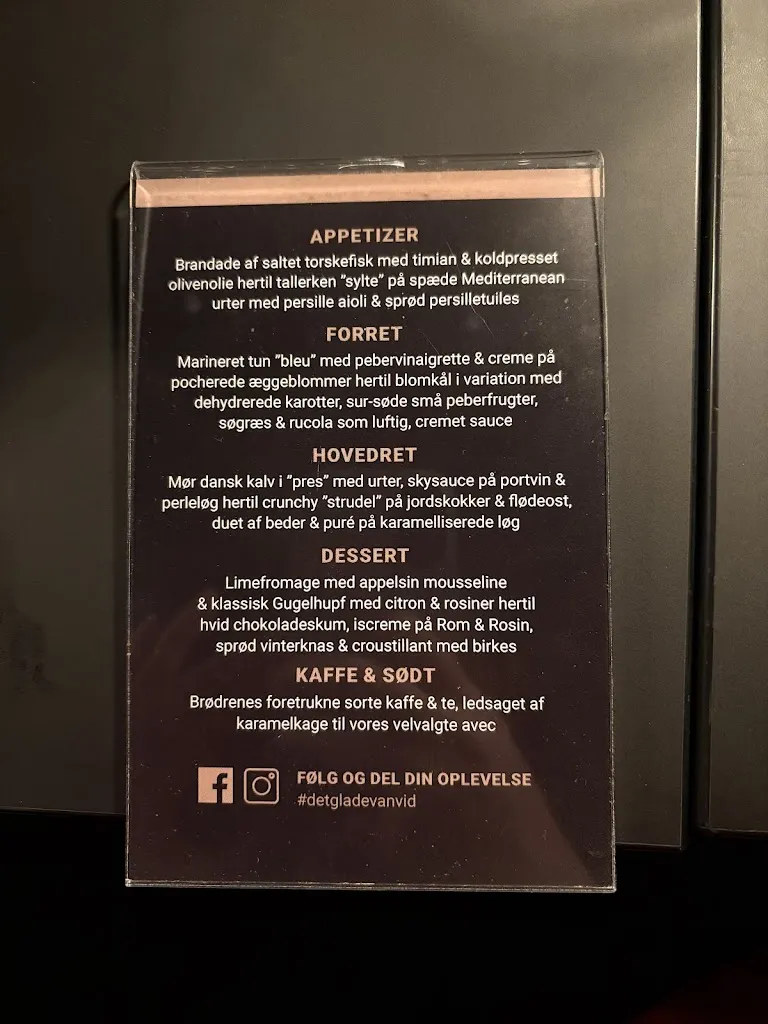 APPETIZER
Brandade af saltet torskefisk med timian & koldpresset
olivenolie hertil tallerken "sylte" på spæde Mediterranean
urter med persille aioli & sprød persilletuiles
FORRET
Marineret tun "bleu" med pebervinaigrette & creme på
pocherede æggeblommer hertil blomkål i variation med
dehydrerede karotter, sur-søde små peberfrugter,
søgræs & rucola som luftig, cremet sauce
HOVEDRET
Mør dansk kalv i "pres" med urter, skysauce på portvin &
perleløg hertil crunchy "strudel" på jordskokker & flødeost,
duet af beder & puré på karamelliserede løg
DESSERT
Limefromage med appelsin mousseline
& klassisk Gugelhupf med citron & rosiner hertil
hvid chokoladeskum, iscreme på Rom & Rosin,
sprød vinterknas & croustillant med birkes
KAFFE & SØDT
Brødrenes foretrukne sorte kaffe & te, ledsaget af
karamelkage til vores velvalgte avec
FØLG OG DEL DIN OPLEVELSE
#detgladevanvid